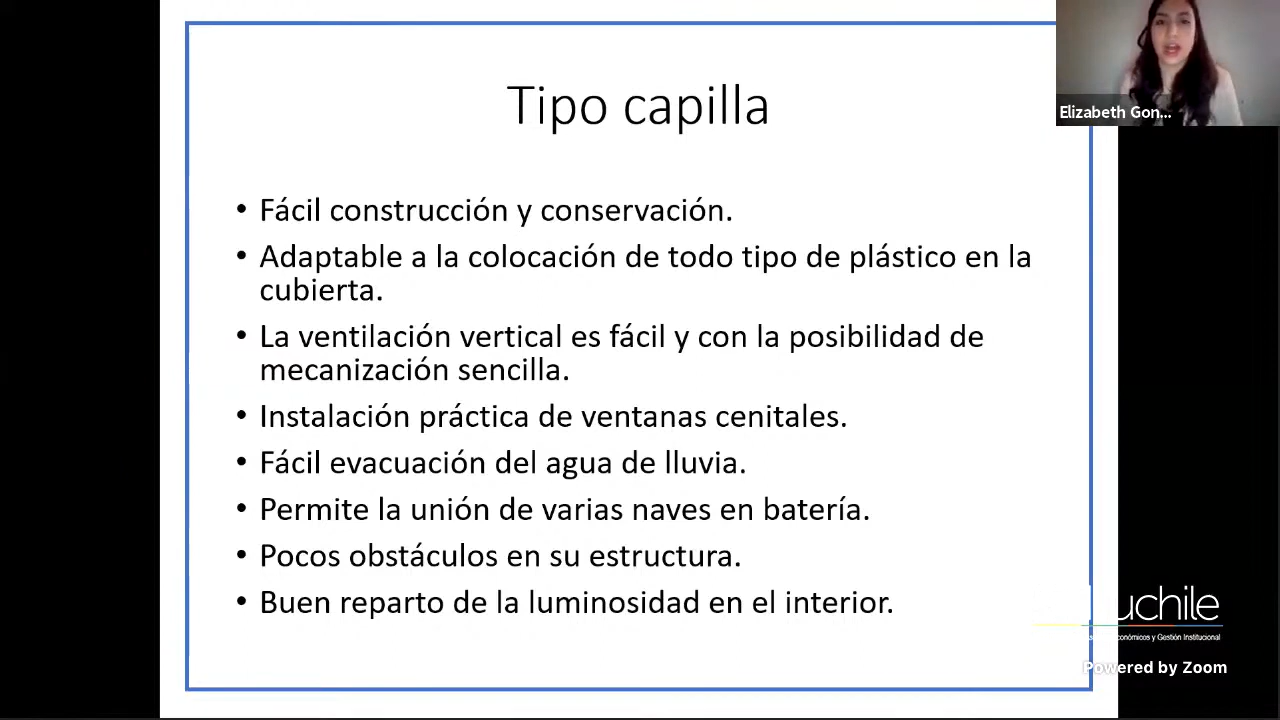 Tipo capilla
Elizabeth Gon...
• Fácil construcción y conservación.
• Adaptable a la colocación de todo tipo de plástico en la
cubierta.
• La ventilación vertical es fácil y con la posibilidad de
mecanización sencilla.
• Instalación práctica de ventanas cenitales.
• Fácil evacuación del agua de lluvia.
• Permite la unión de varias naves en batería.
• Pocos obstáculos en su estructura.
• Buen reparto de la luminosidad en el interior.
uchile
onómicos y Gestión Institucional
Powered by Zoom